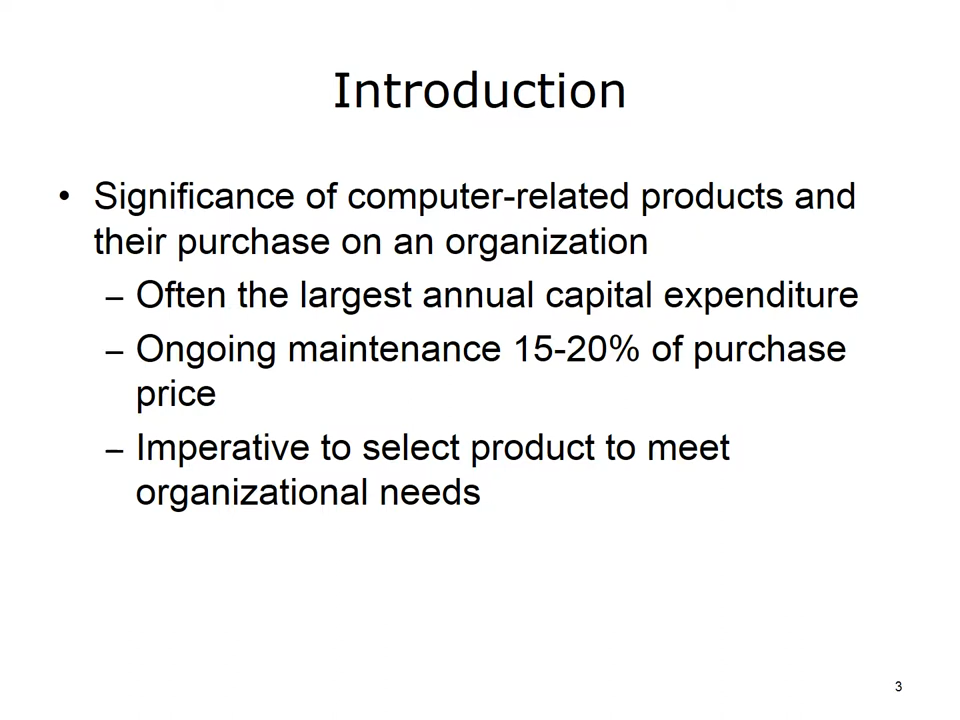 Introduction
• Significance of computer-related products and
their purchase on an organization
– Often the largest annual capital expenditure
– Ongoing maintenance 15-20% of purchase
price
– Imperative to select product to meet
organizational needs
3